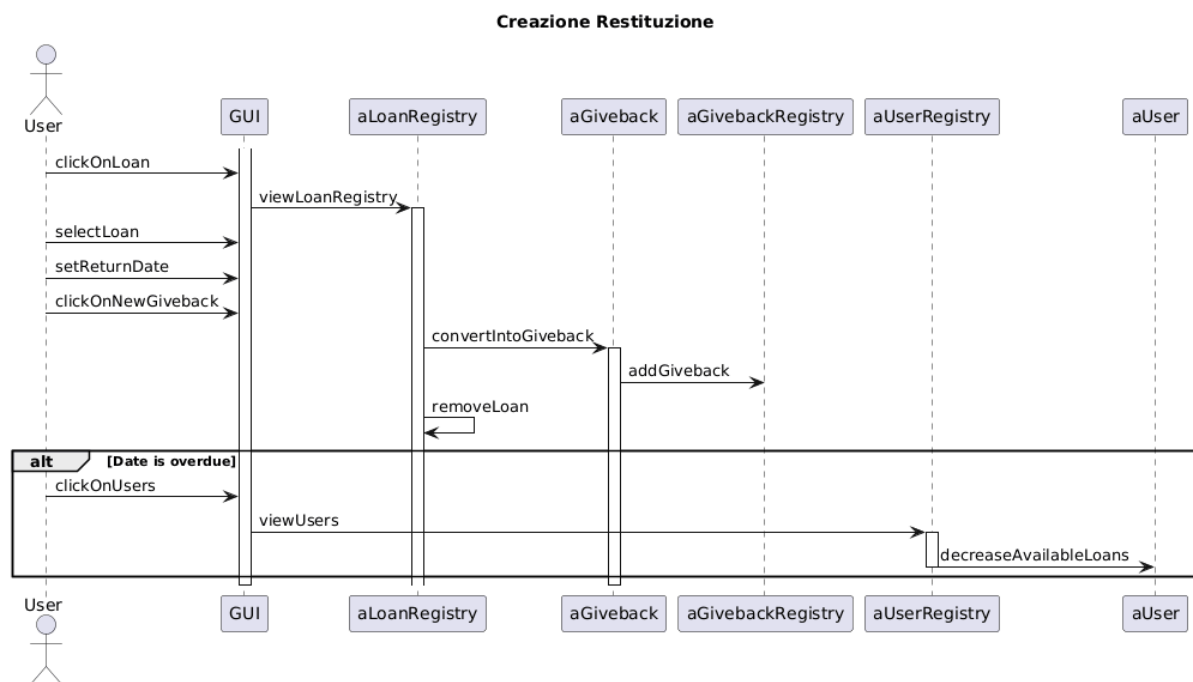 Creazione Restituzione
User
GUI
aLoanRegistry
aGiveback
aGivebackRegistry
aUserRegistry
aUser
clickOnLoan
viewLoanRegistry
selectLoan
setReturnDate
clickOnNewGiveback
convertIntoGiveback
addGiveback
removeLoan
alt [Date is overdue]
clickOnUsers
viewUsers
decreaseAvailableLoans
User
GUI
aLoanRegistry
aGiveback
aGivebackRegistry
aUserRegistry
aUser